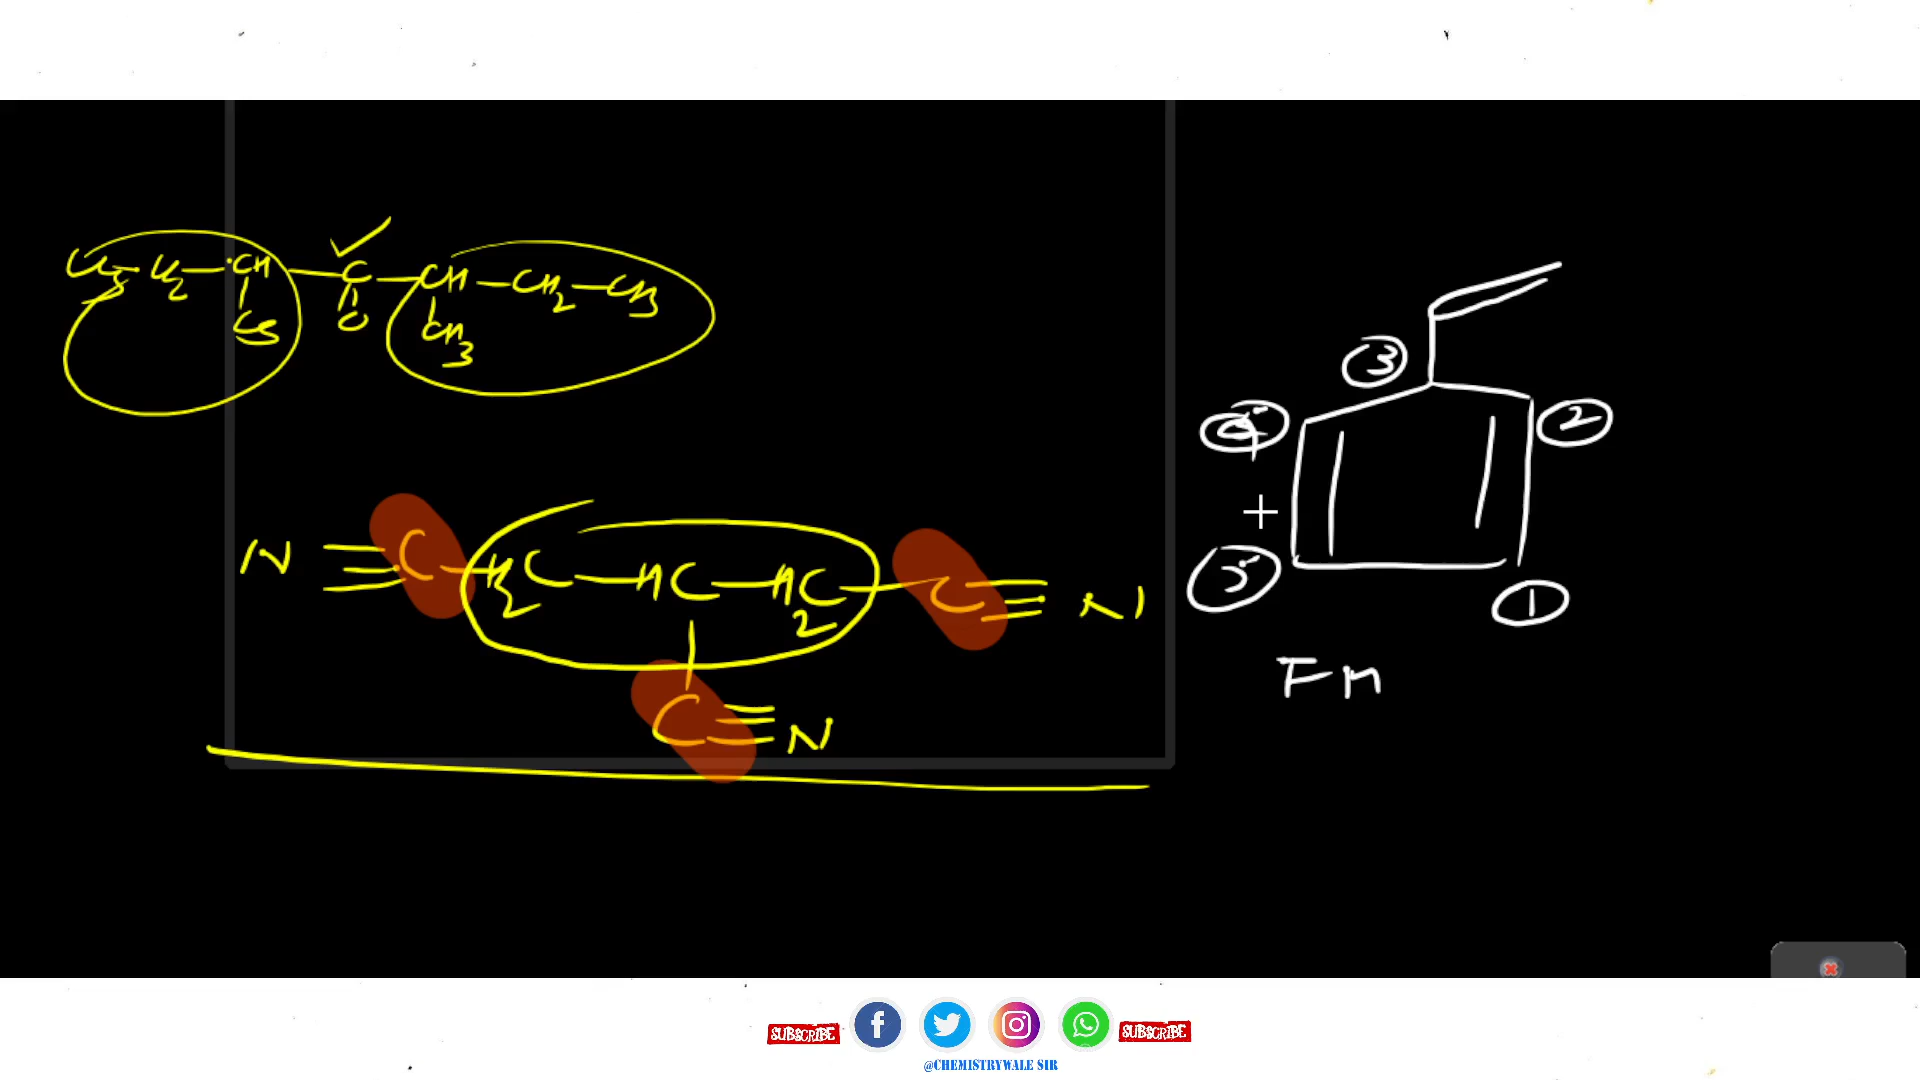 CH3 - CH2 - CH - C - CH - CH2 - CH3
CH3 O CH3
N ≡ C - H2C - HC - H2C - C ≡ N
C ≡ N
3
4
2
5
1
SUBSCRIBE
SUBSCRIBE
@CHEMISTRYWALE SIR